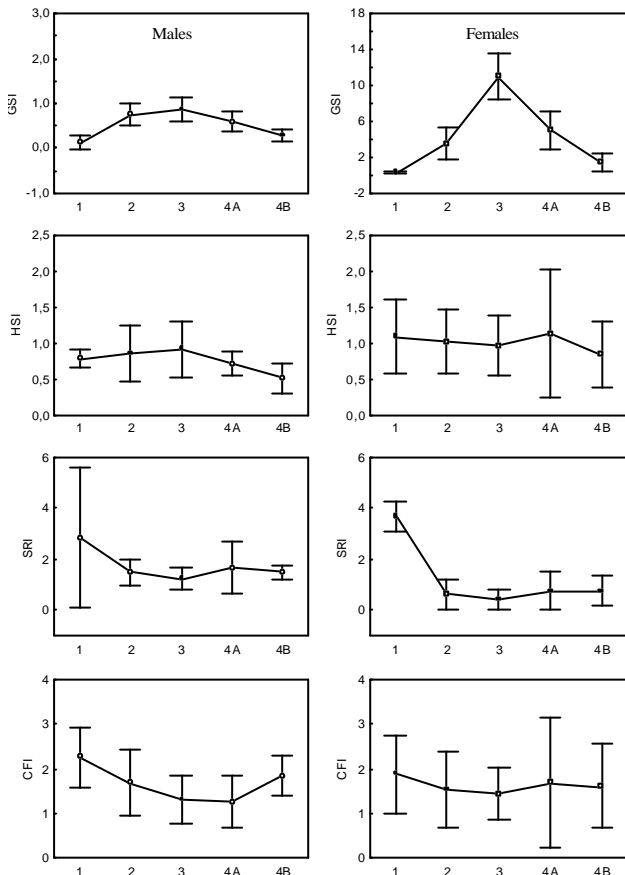 Males
GSI
3,0
2,0
1,0
0,0
-1,0
1 2 3 4A 4B
Females
GSI
18
14
10
6
2
-2
1 2 3 4A 4B
HSI
2,5
2,0
1,5
1,0
0,5
0,0
1 2 3 4A 4B
HSI
2,5
2,0
1,5
1,0
0,5
0,0
1 2 3 4A 4B
SRI
6
4
2
0
1 2 3 4A 4B
SRI
6
4
2
0
1 2 3 4A 4B
CFI
4
3
2
1
0
1 2 3 4A 4B
CFI
4
3
2
1
0
1 2 3 4A 4B